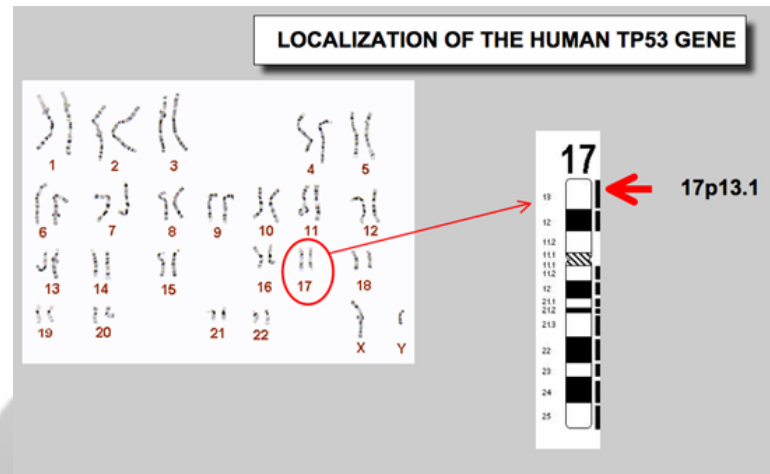 LOCALIZATION OF THE HUMAN TP53 GENE
1 2 3 4 5
6 7 8 9 10 11 12
13 14 15 16 17 18
19 20 21 22 X Y
17
17p13.1
13
12
11.2
11.1
11.1
11.2
12
21.1
21.2
21.3
22
23
24
25